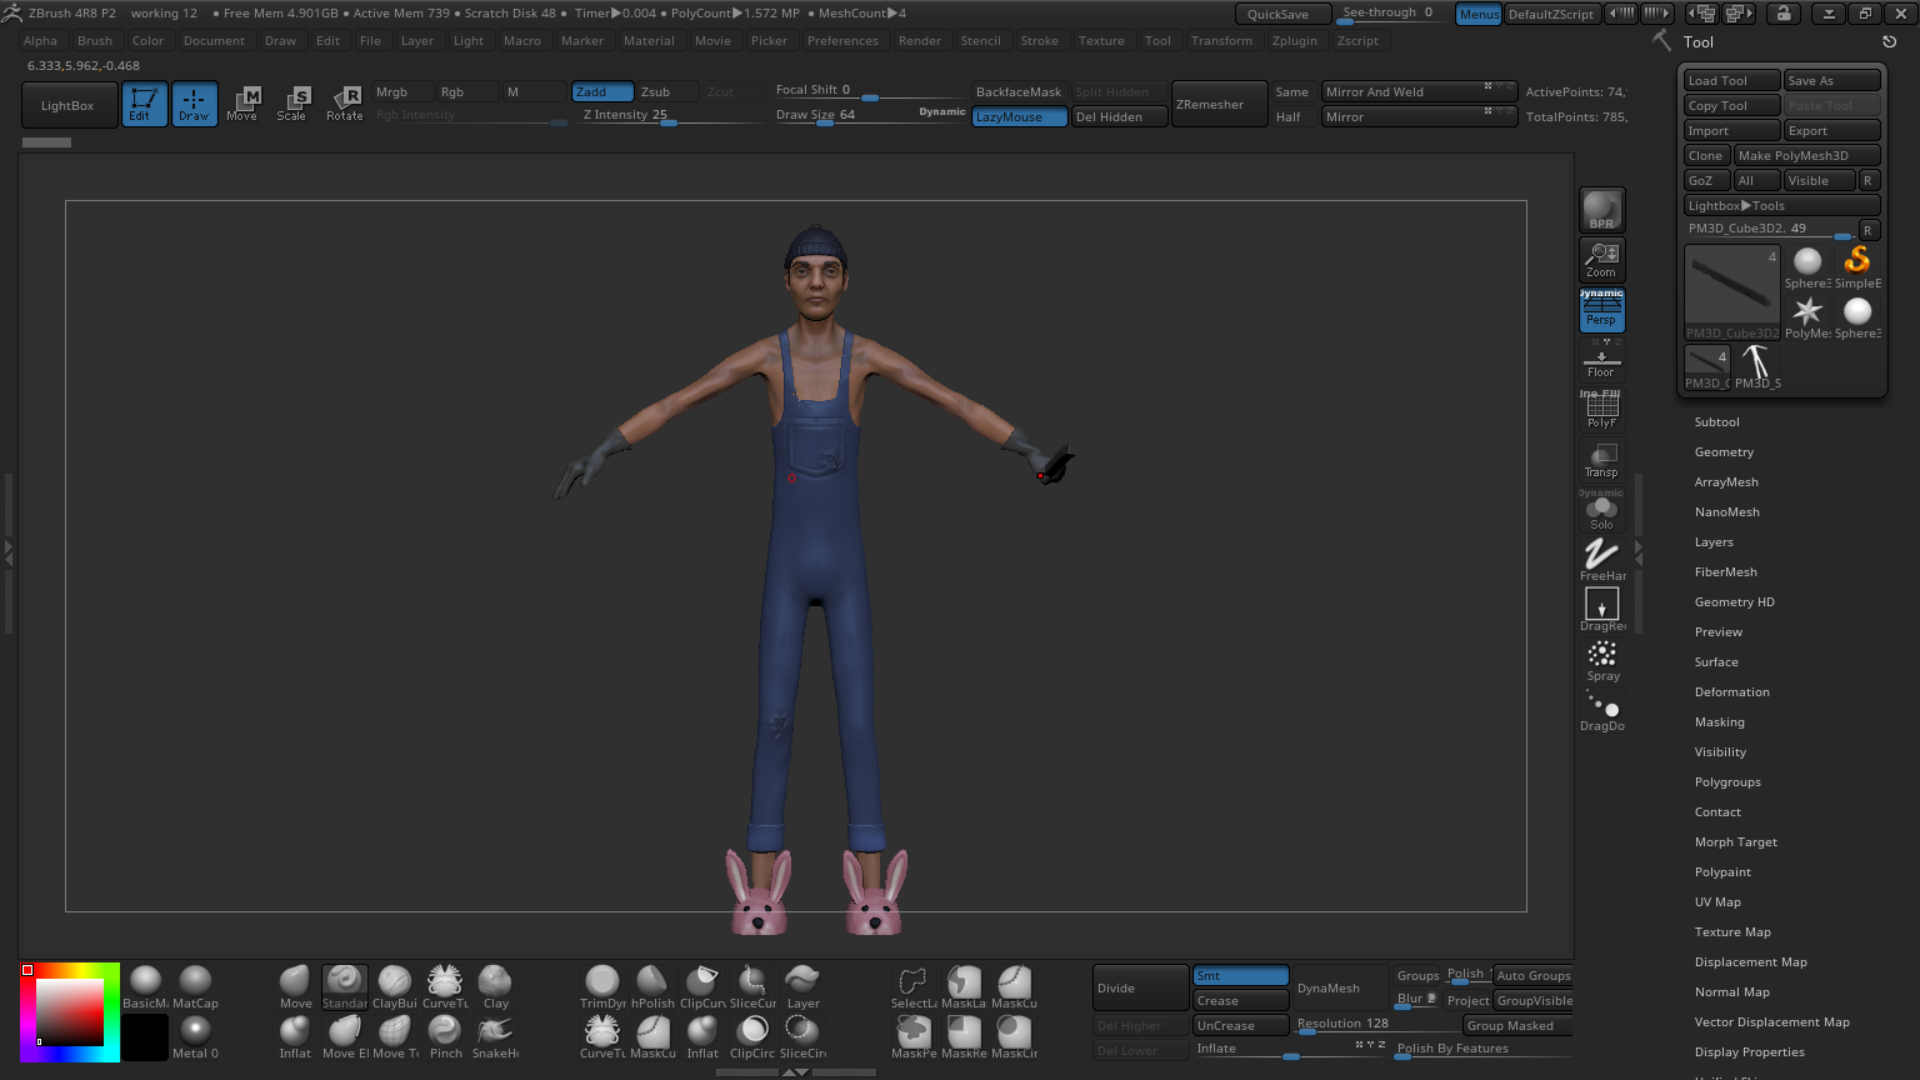 ZBrush 4R8 P2 working 12 • Free Mem 4.901GB • Active Mem 739 • Scratch Disk 48 • Timer▶0.004 • PolyCount▶1.572 MP • MeshCount▶4 QuickSave See-through 0 Menus DefaultZScript
Alpha Brush Color Document Draw Edit File Layer Light Macro Marker Material Movie Picker Preferences Render Stencil Stroke Texture Tool Transform Zplugin Zscript
Tool
6.333,5.962,-0.468
LightBox Edit Draw Move Scale Rotate
Mrgb Rgb M Zadd Zsub Zcut Focal Shift 0 BackfaceMask Split Hidden ZRemesher Same Mirror And Weld ActivePoints: 74,
Rgb Intensity Z Intensity 25 Draw Size 64 Dynamic LazyMouse Del Hidden Half Mirror TotalPoints: 785,
Load Tool Save As
Copy Tool Paste Tool
Import Export
Clone Make PolyMesh3D
GoZ All Visible R
Lightbox▶Tools
PM3D_Cube3D2. 49 R
4
Sphere3 SimpleE
PM3D_Cube3D2 PolyMe Sphere3
4
PM3D_C PM3D_S
BPR
Zoom
Dynamic
Persp
Floor
Line Fill
PolyF
Transp
Dynamic
Solo
FreeHan
DragRec
Spray
DragDo
Subtool
Geometry
ArrayMesh
NanoMesh
Layers
FiberMesh
Geometry HD
Preview
Surface
Deformation
Masking
Visibility
Polygroups
Contact
Morph Target
Polypaint
UV Map
Texture Map
Displacement Map
Normal Map
Vector Displacement Map
Display Properties
BasicMa MatCap Move Standar ClayBui CurveTu Clay TrimDyn hPolish ClipCurv SliceCur Layer SelectLa MaskLa MaskCu
Metal 0 Inflat Move El Move To Pinch SnakeHo CurveTu MaskCu Inflat ClipCirc SliceCirc MaskPe MaskRe MaskCir
Divide Smt DynaMesh Groups Polish Auto Groups
Crease Blur 2 Project GroupVisible
Del Higher UnCrease Resolution 128 Group Masked
Del Lower Inflate X Y Z Polish By Features